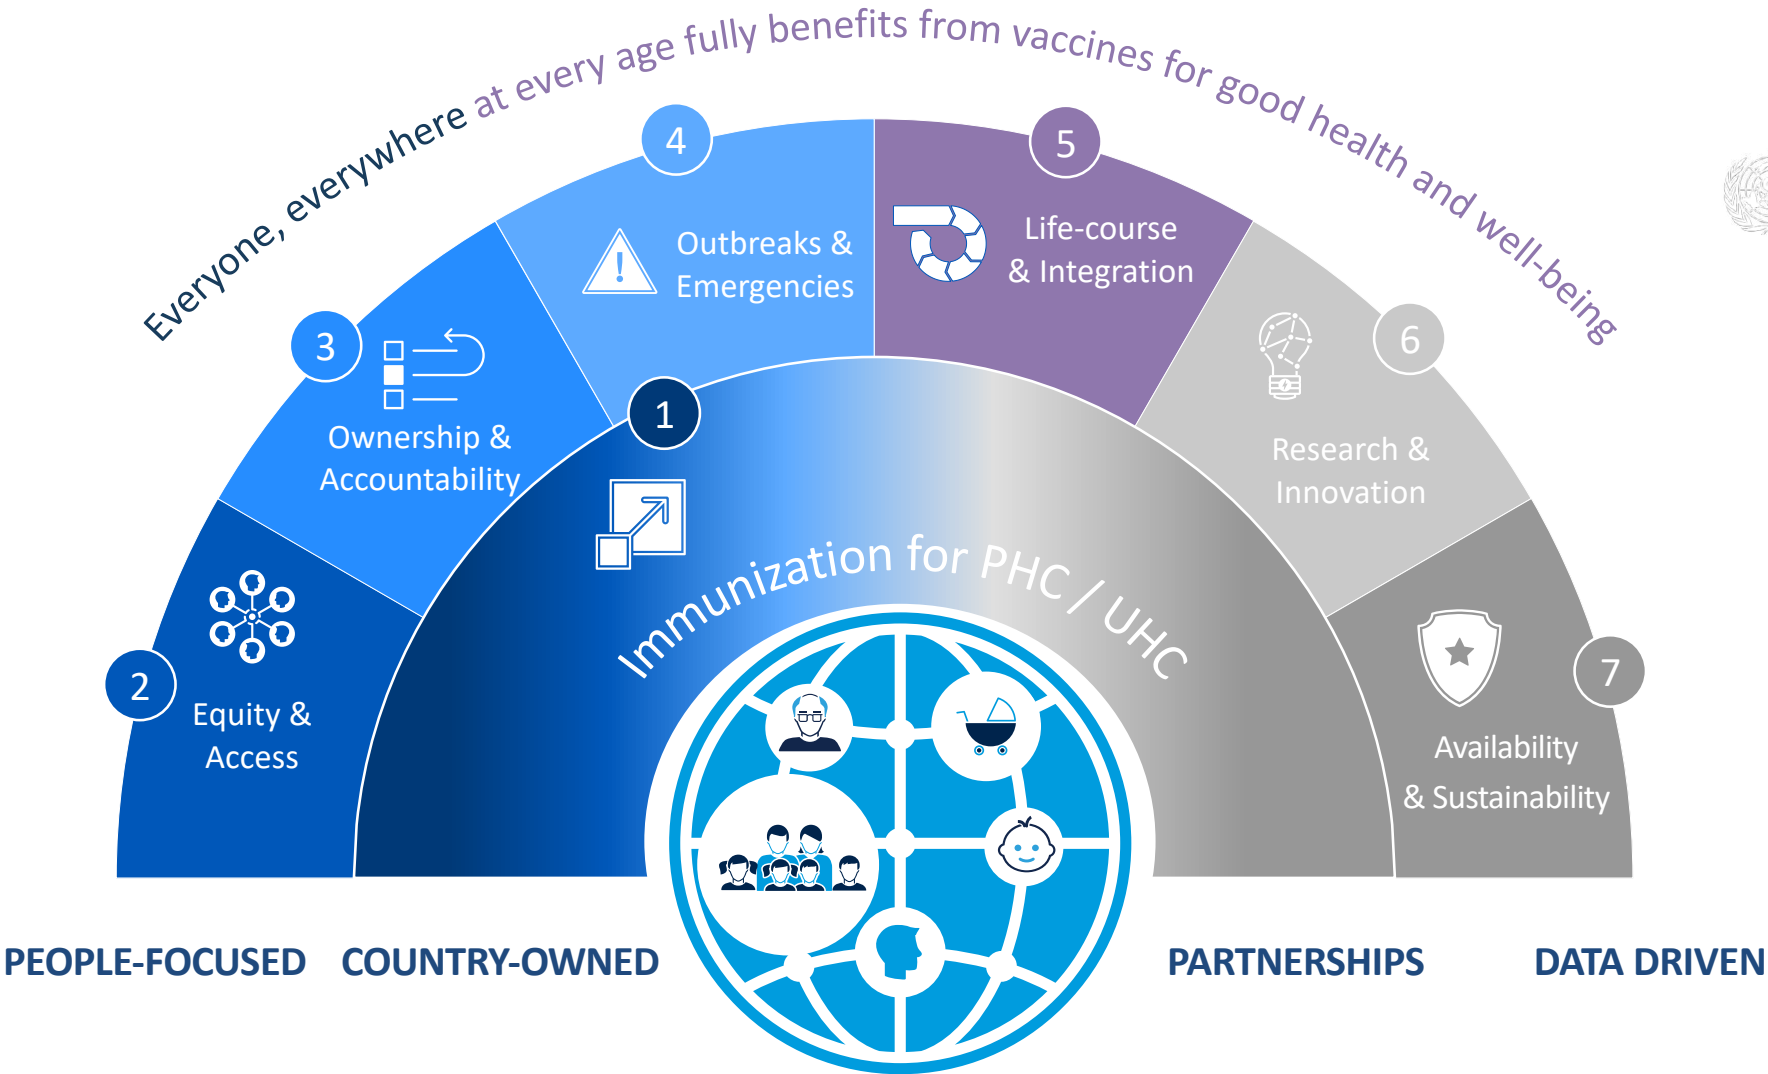 Everyone, everywhere at every age fully benefits from vaccines for good health and well-being
4
Outbreaks &
Emergencies
5
Life-course
& Integration
3
Ownership &
Accountability
6
Research &
Innovation
1
Immunization for PHC / UHC
2
Equity &
Access
7
Availability
& Sustainability
PEOPLE-FOCUSED
COUNTRY-OWNED
PARTNERSHIPS
DATA DRIVEN